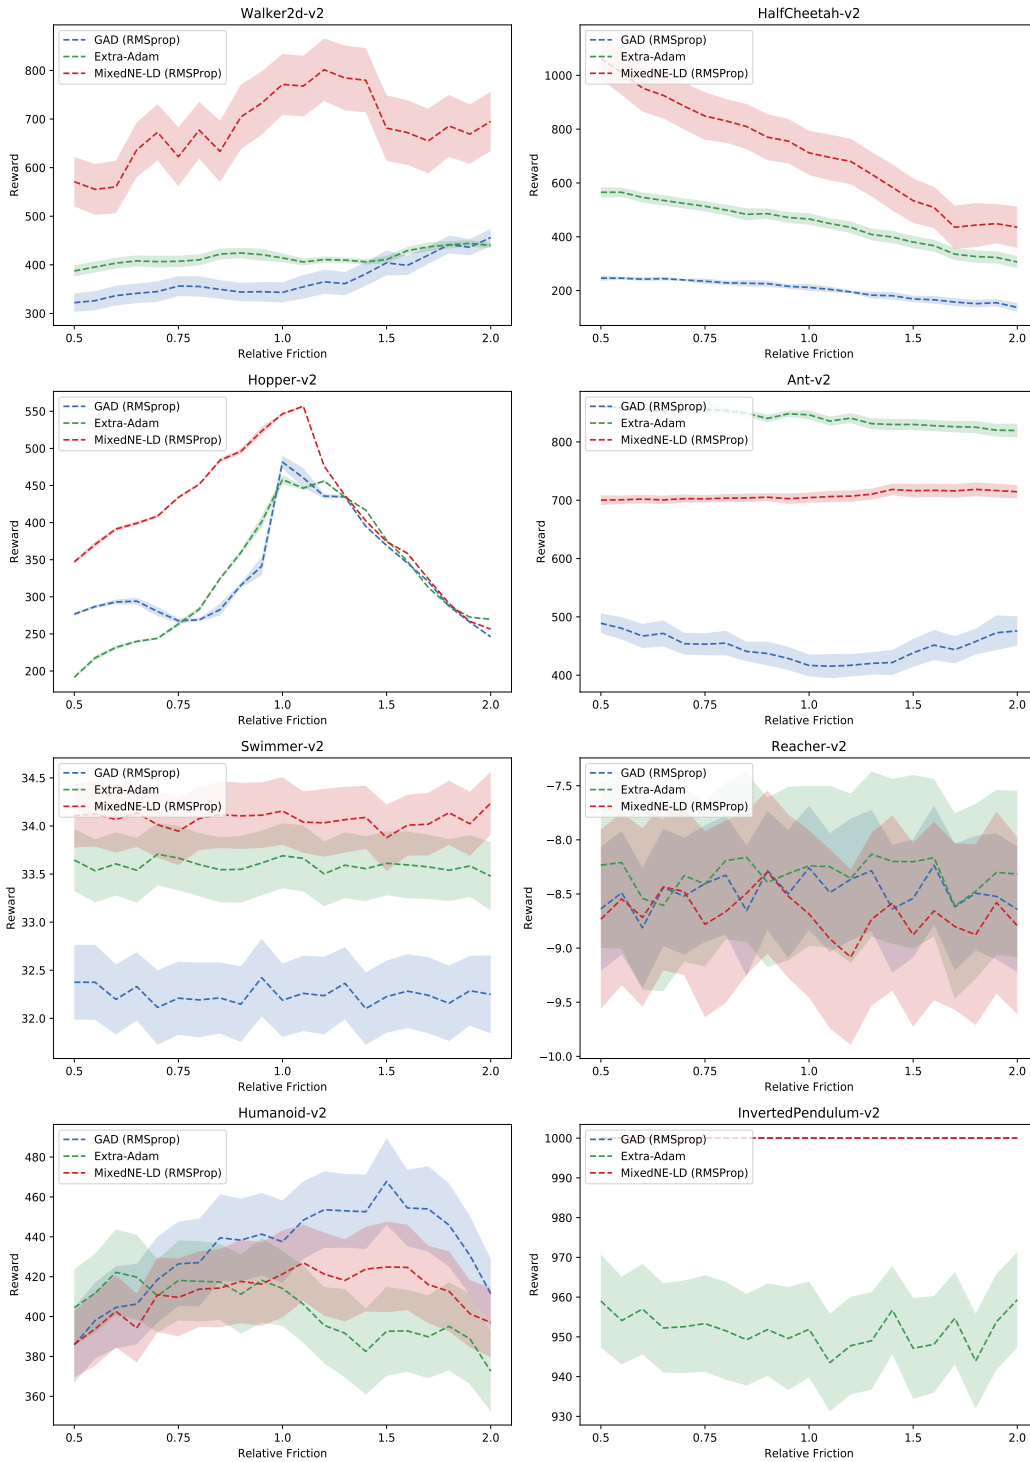 Walker2d-v2
GAD (RMSprop)
Extra-Adam
MixedNE-LD (RMSProp)
800
700
600
500
400
300
Reward
0.5 0.75 1.0 1.5 2.0
Relative Friction
HalfCheetah-v2
GAD (RMSprop)
Extra-Adam
MixedNE-LD (RMSProp)
1000
800
600
400
200
Reward
0.5 0.75 1.0 1.5 2.0
Relative Friction
Hopper-v2
GAD (RMSprop)
Extra-Adam
MixedNE-LD (RMSProp)
550
500
450
400
350
300
250
200
Reward
0.5 0.75 1.0 1.5 2.0
Relative Friction
Ant-v2
GAD (RMSprop)
Extra-Adam
MixedNE-LD (RMSProp)
800
700
600
500
400
Reward
0.5 0.75 1.0 1.5 2.0
Relative Friction
Swimmer-v2
GAD (RMSprop)
Extra-Adam
MixedNE-LD (RMSProp)
34.5
34.0
33.5
33.0
32.5
32.0
Reward
0.5 0.75 1.0 1.5 2.0
Relative Friction
Reacher-v2
GAD (RMSprop)
Extra-Adam
MixedNE-LD (RMSProp)
−7.5
−8.0
−8.5
−9.0
−9.5
−10.0
Reward
0.5 0.75 1.0 1.5 2.0
Relative Friction
Humanoid-v2
GAD (RMSprop)
Extra-Adam
MixedNE-LD (RMSProp)
480
460
440
420
400
380
360
Reward
0.5 0.75 1.0 1.5 2.0
Relative Friction
InvertedPendulum-v2
GAD (RMSprop)
Extra-Adam
MixedNE-LD (RMSProp)
1000
990
980
970
960
950
940
930
Reward
0.5 0.75 1.0 1.5 2.0
Relative Friction